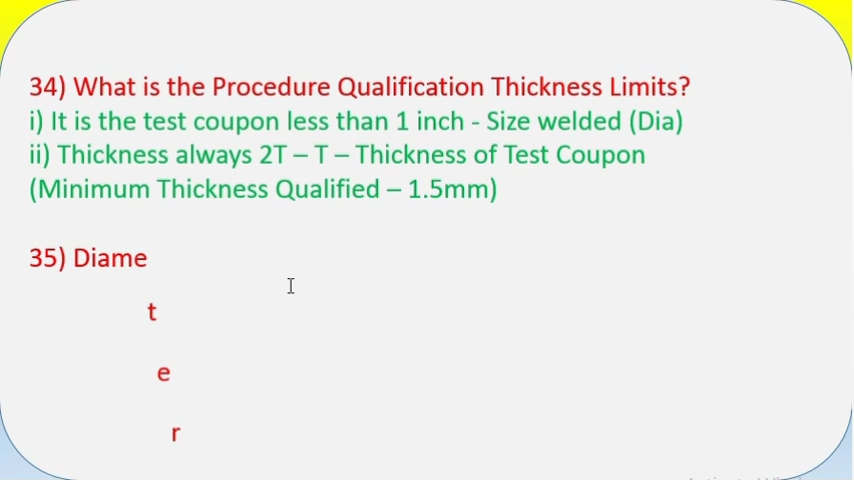 34) What is the Procedure Qualification Thickness Limits?
i) It is the test coupon less than 1 inch - Size welded (Dia)
ii) Thickness always 2T – T – Thickness of Test Coupon
(Minimum Thickness Qualified – 1.5mm)
35) Diame
t
e
r